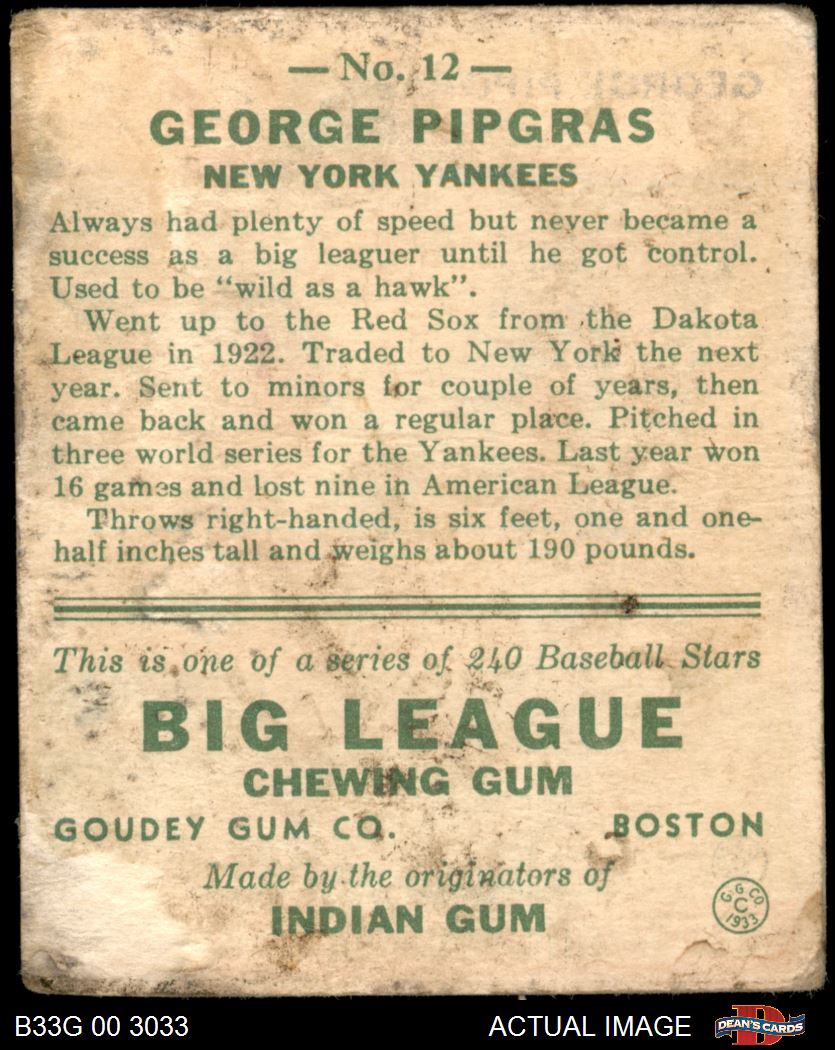 — No. 12 —
GEORGE PIPGRAS
NEW YORK YANKEES
Always had plenty of speed but never became a
success as a big leaguer until he got control.
Used to be "wild as a hawk".
Went up to the Red Sox from the Dakota
League in 1922. Traded to New York the next
year. Sent to minors for couple of years, then
came back and won a regular place. Pitched in
three world series for the Yankees. Last year won
16 games and lost nine in American League.
Throws right-handed, is six feet, one and one-
half inches tall and weighs about 190 pounds.
This is one of a series of 240 Baseball Stars
BIG LEAGUE
CHEWING GUM
GOUDEY GUM CO. BOSTON
Made by the originators of
INDIAN GUM
G. G. CO.
C
1933
B33G 00 3033 ACTUAL IMAGE D DEAN'S CARDS